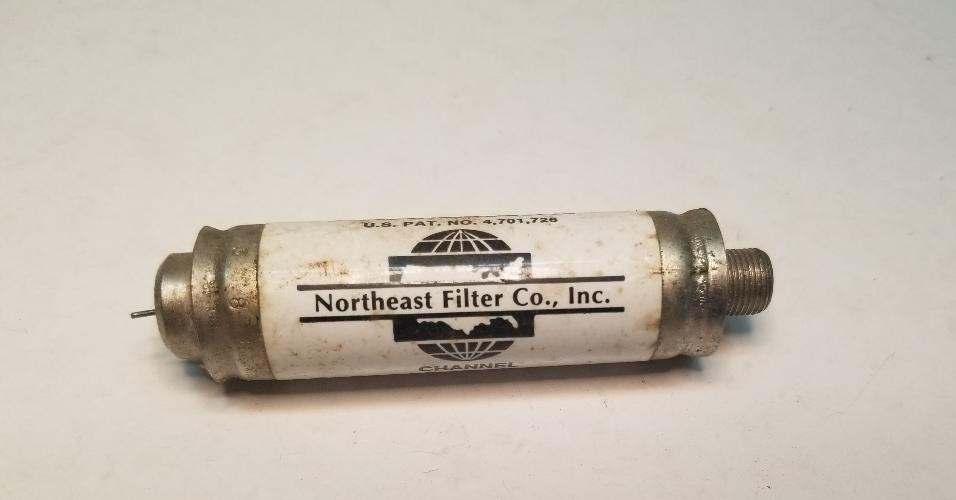 U.S. PAT. NO. 4,701,726
Northeast Filter Co., Inc.
CHANNEL